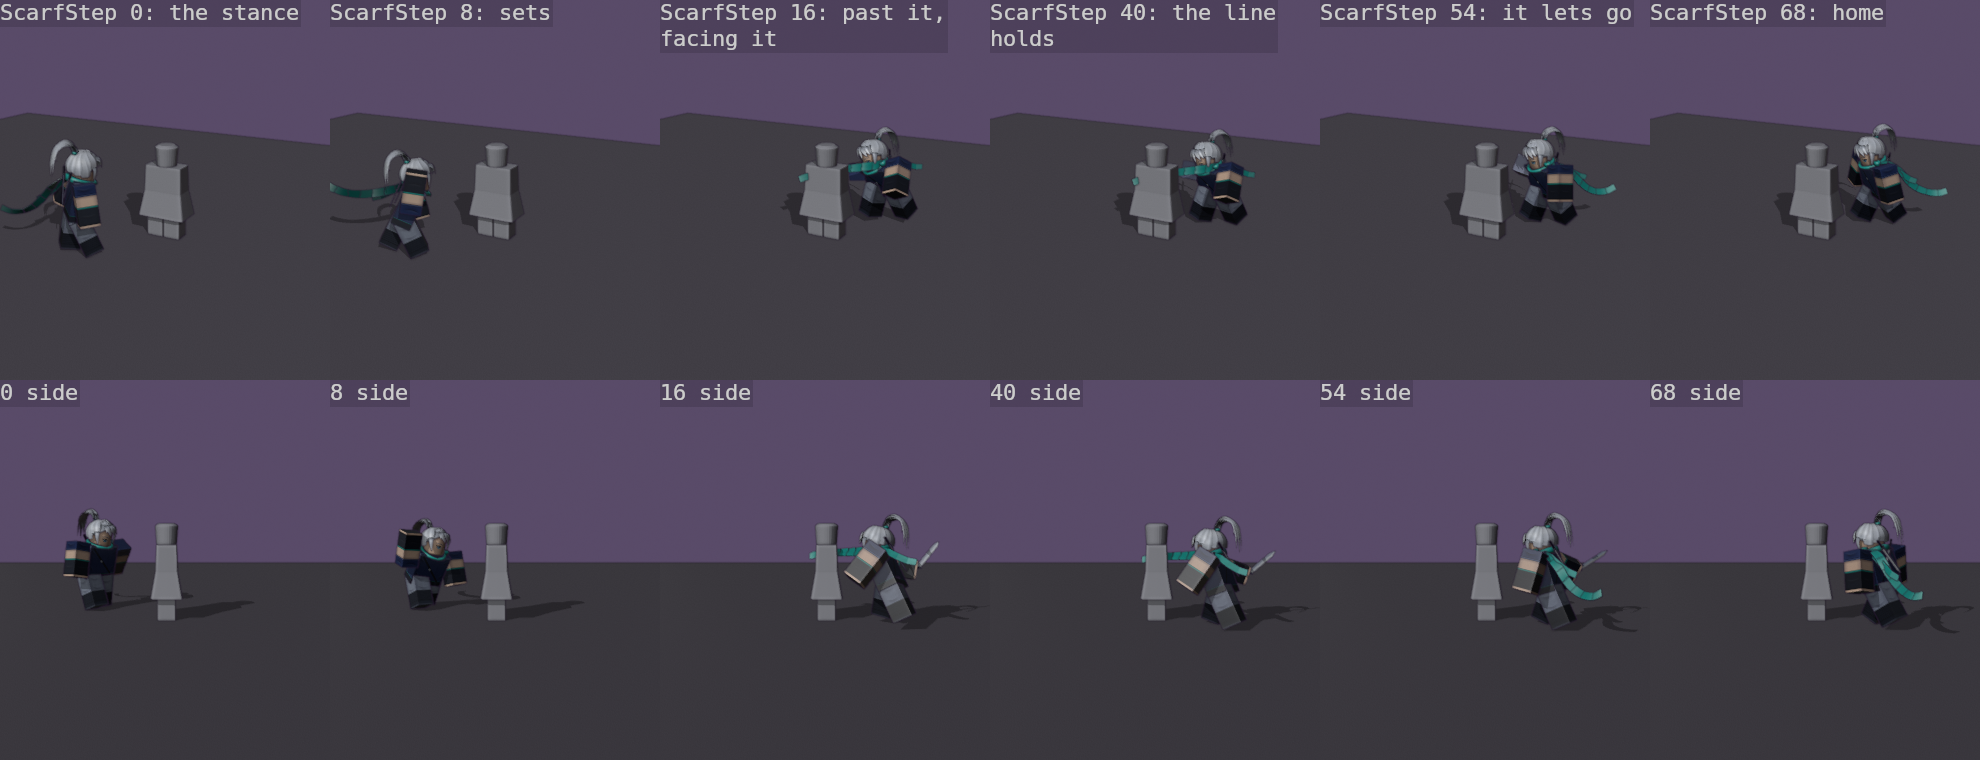 ScarfStep 0: the stance
ScarfStep 8: sets
ScarfStep 16: past it,
facing it
ScarfStep 40: the line
holds
ScarfStep 54: it lets go
ScarfStep 68: home
0 side
8 side
16 side
40 side
54 side
68 side